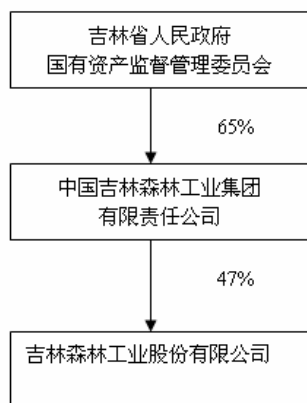 吉林省人民政府
国有资产监督管理委员会
65%
中国吉林森林工业集团
有限责任公司
47%
吉林森林工业股份有限公司